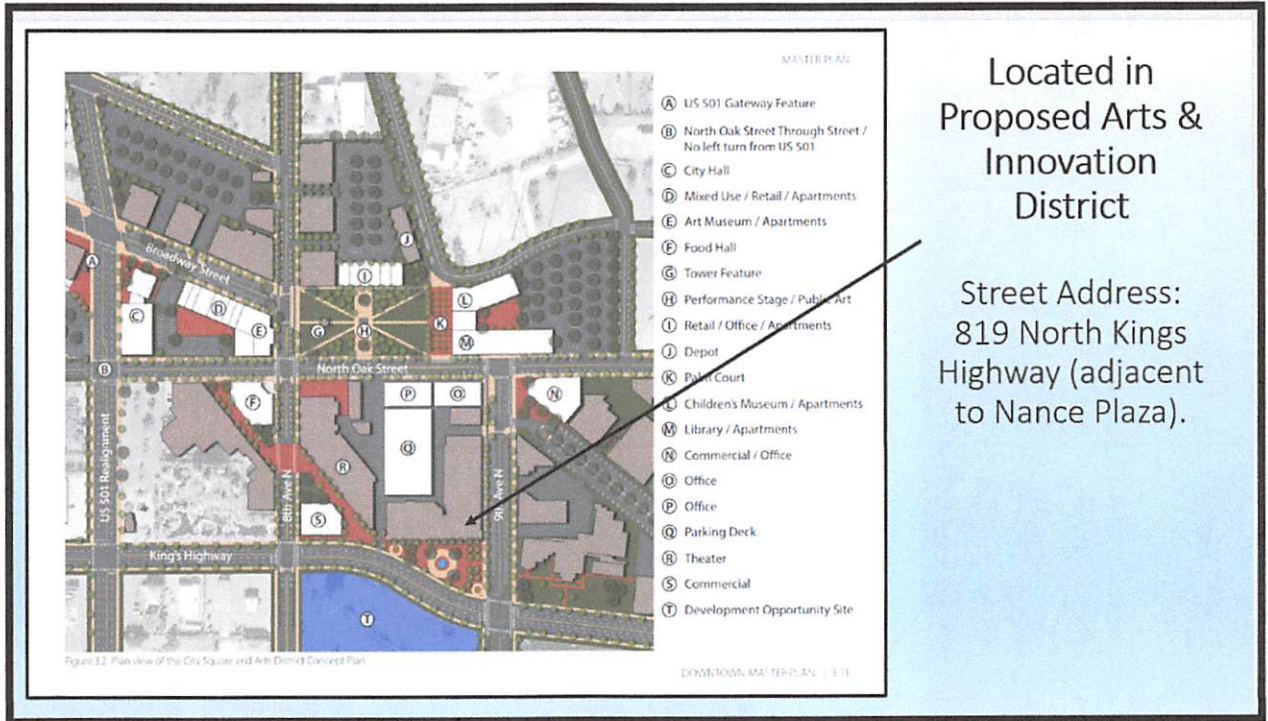 MASTER PLAN
A US 501 Gateway Feature
B North Oak Street Through Street /
No left turn from US 501
C City Hall
D Mixed Use / Retail / Apartments
E Art Museum / Apartments
F Food Hall
G Tower Feature
H Performance Stage / Public Art
I Retail / Office / Apartments
J Depot
K Palm Court
L Children's Museum / Apartments
M Library / Apartments
N Commercial / Office
O Office
P Office
Q Parking Deck
R Theater
S Commercial
T Development Opportunity Site
Broadway Street
J
A
I
L
C
D
E
G
H
K
M
B
North Oak Street
F
P
O
N
Q
R
US 501 Realignment
8th Ave N
9th Ave N
S
King's Highway
T
Figure 3.2 Plan view of the City Square and Arts District Concept Plan
DOWNTOWN MASTER PLAN |
Located in
Proposed Arts &
Innovation
District
Street Address:
819 North Kings
Highway (adjacent
to Nance Plaza).